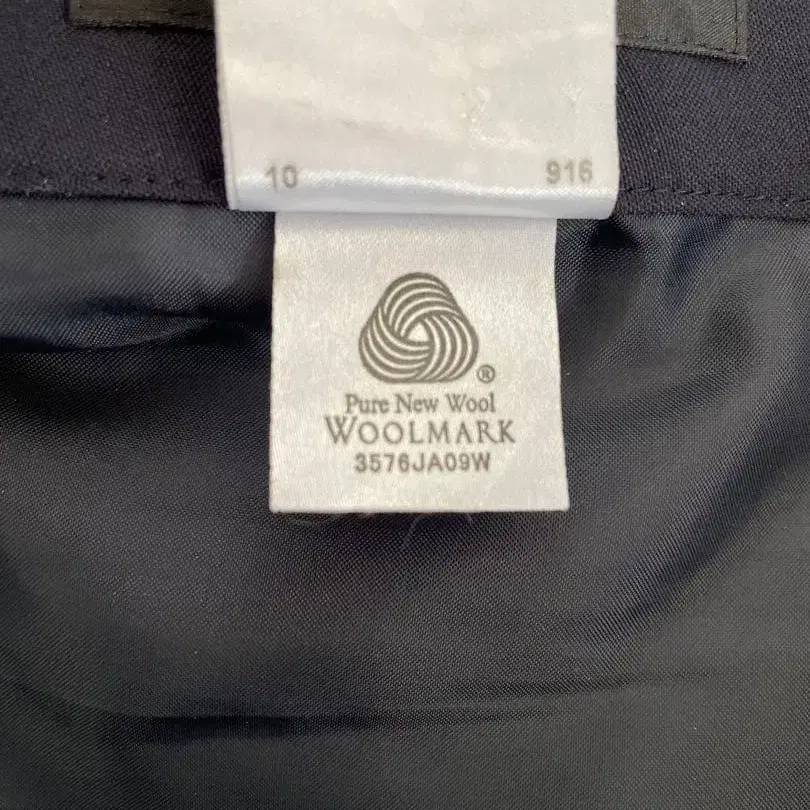 10 916
®
Pure New Wool
WOOLMARK
3576JA09W